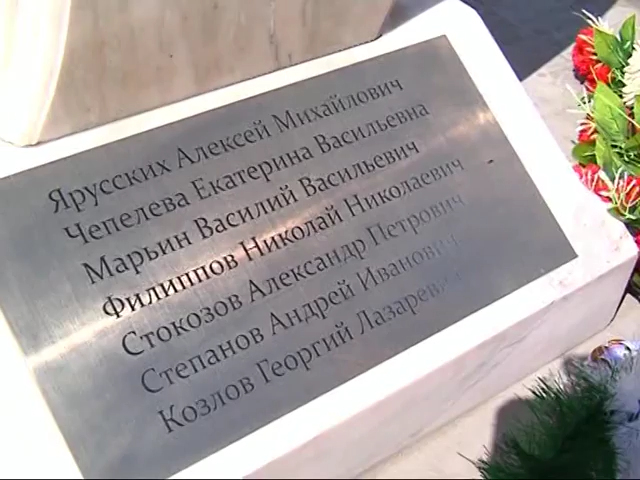 Ярусских Алексей Михайлович
Чепелева Екатерина Васильевна
Марьин Василий Васильевич
Филиппов Николай Николаевич
Стокозов Александр Петрович
Степанов Андрей Иванович
Козлов Георгий Лазаревич